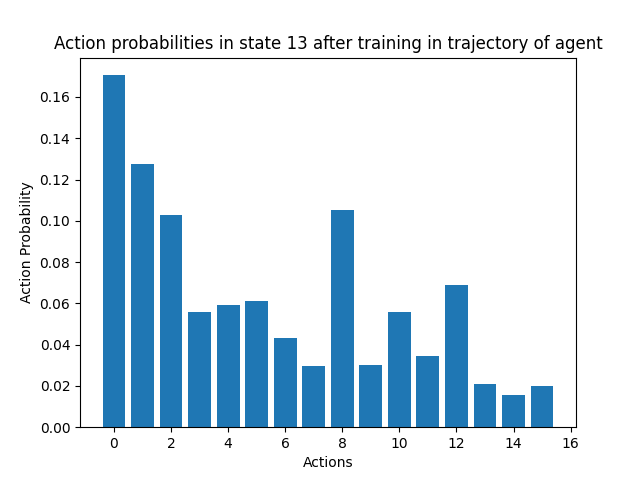 Action probabilities in state 13 after training in trajectory of agent
0.16
0.14
0.12
0.10
0.08
0.06
0.04
0.02
0.00
Action Probability
0 2 4 6 8 10 12 14 16
Actions